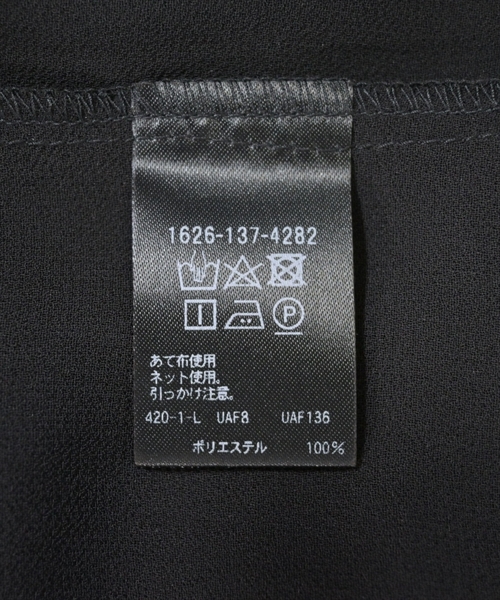 1626-137-4282
P
あて布使用
ネット使用。
引っかけ注意。
420-1-L UAF8 UAF136
ポリエステル 100%